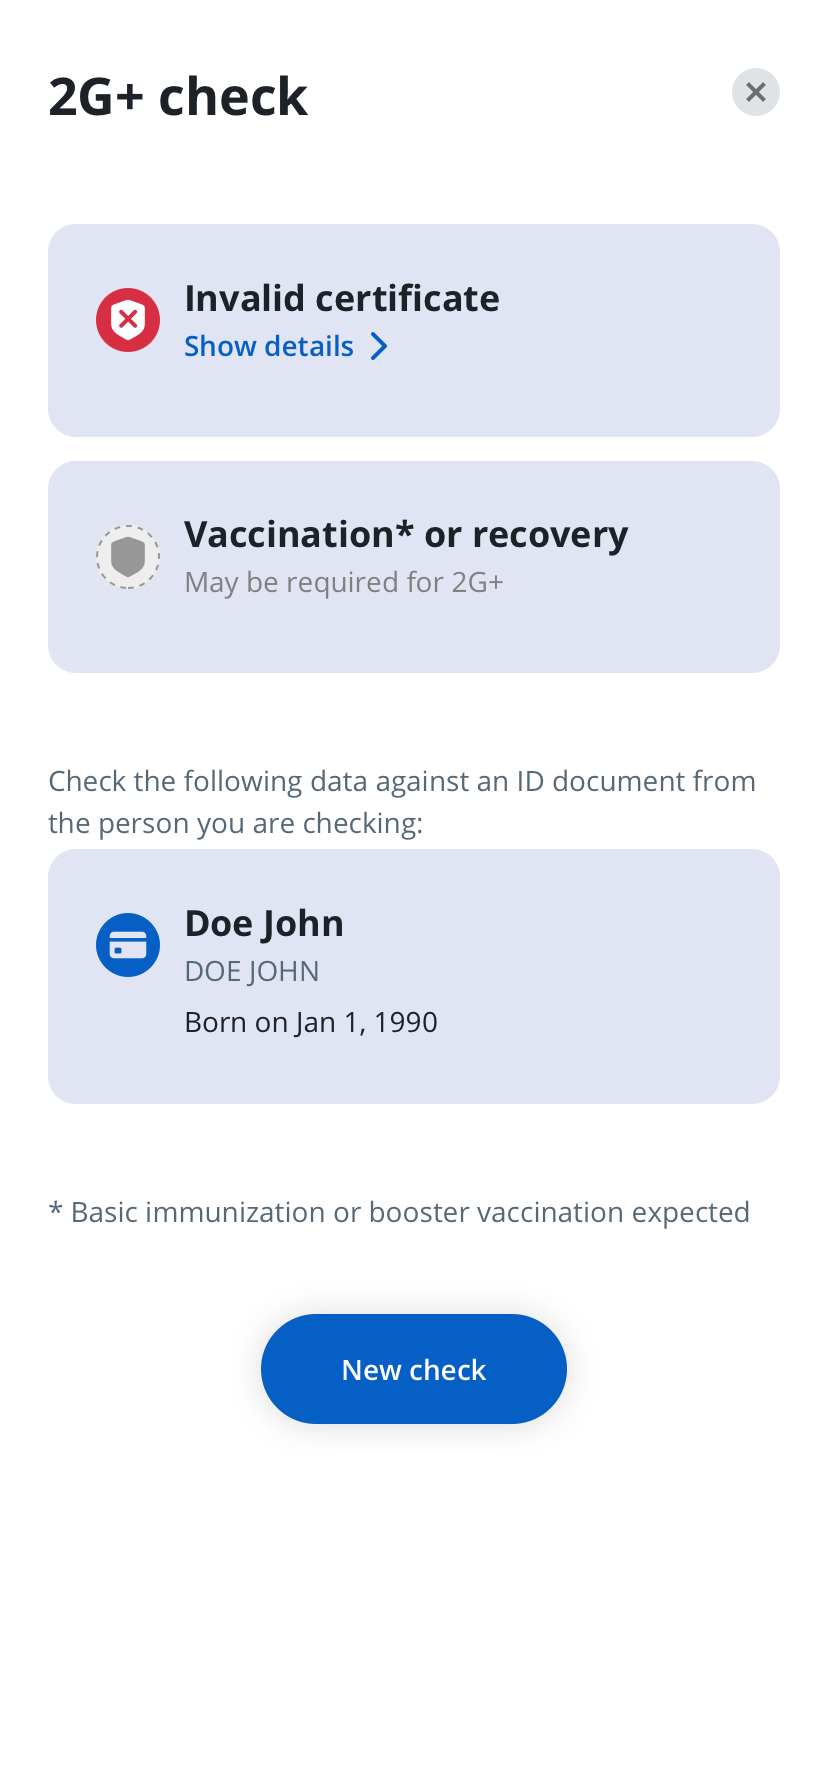 2G+ check
Invalid certificate
Show details
Vaccination* or recovery
May be required for 2G+
Check the following data against an ID document from
the person you are checking:
Doe John
DOE JOHN
Born on Jan 1, 1990
* Basic immunization or booster vaccination expected
New check